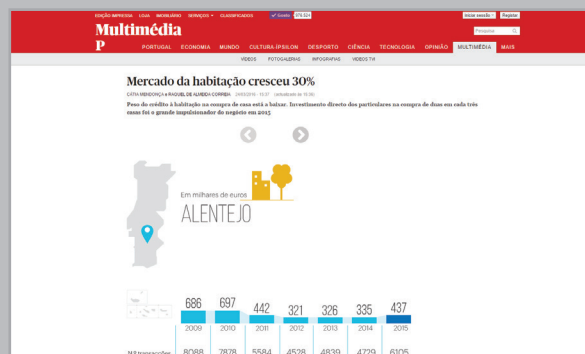 EDIÇÃO IMPRESSA LOJA IMOBILIÁRIO SERVIÇOS CLASSIFICADOS Gosto Iniciar sessão Registar
Multimédia
Pesquisar
P PORTUGAL ECONOMIA MUNDO CULTURA-ÍPSILON DESPORTO CIÊNCIA TECNOLOGIA OPINIÃO MULTIMÉDIA MAIS
VÍDEOS FOTOGALERIAS INFOGRAFIAS VIDEOS TM
Mercado da habitação cresceu 30%
CÁTIA MENDONÇA e RAQUEL DE ALMEIDA CORREIA
Peso do crédito à habitação na compra de casa está a baixar. Investimento directo dos particulares na compra de duas em cada três
casas foi o grande impulsionador do negócio em 2015
Em milhares de euros
ALENTEJO
686 697 442 321 326 335 437
2009 2010 2011 2012 2013 2014 2015
transacções 8088 7878 5584 4528 4839 4729 6105